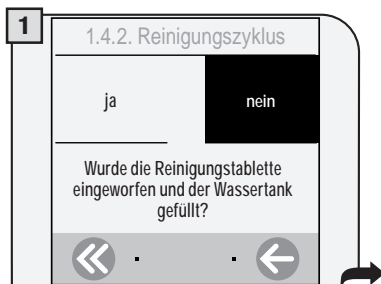 1
1.4.2. Reinigungszyklus
ja
nein
Wurde die Reinigungstablette
eingeworfen und der Wassertank
gefüllt?